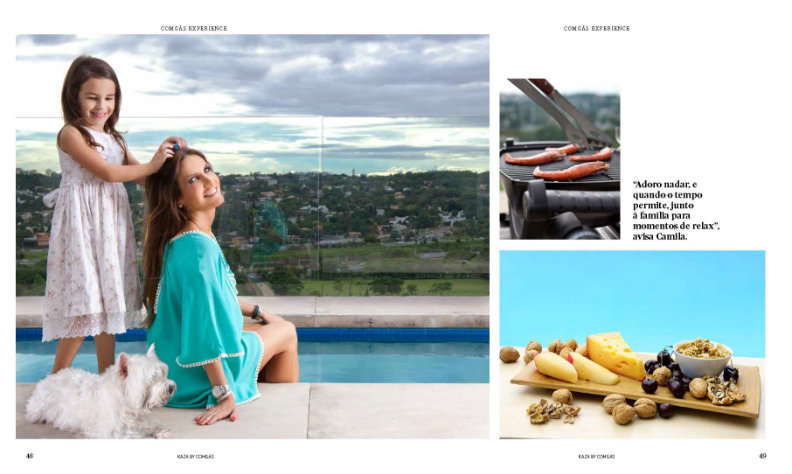 COMGÁS EXPERIENCE
COMGÁS EXPERIENCE
“Adoro nadar, e
quando o tempo
permite, junto
à família para
momentos de relax”,
avisa Camila.
48
KAZA BY COMGÁS
KAZA BY COMGÁS
49